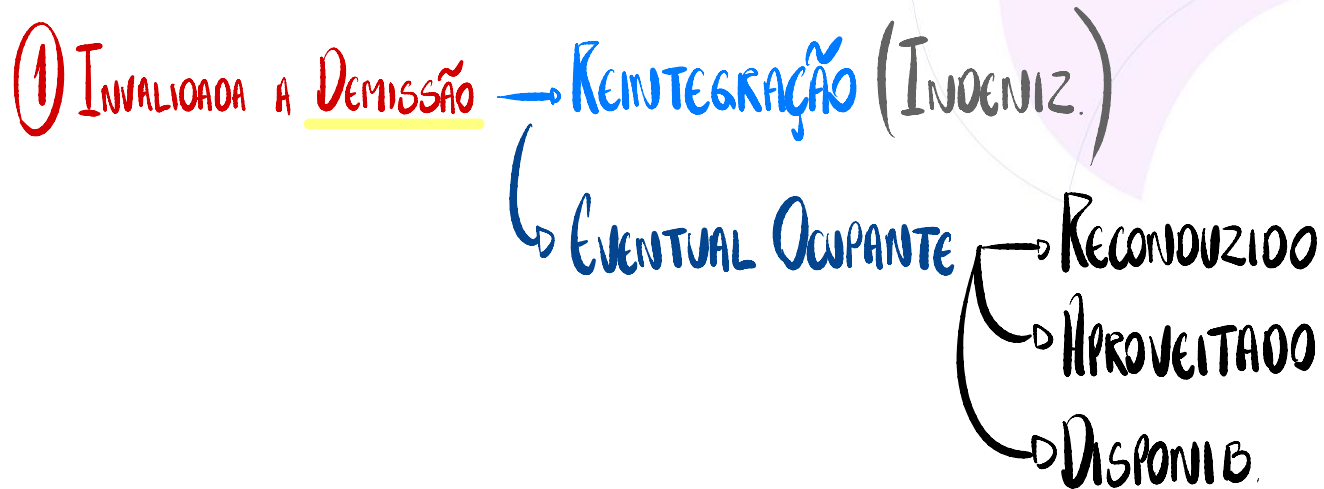 1 INVALIDADA A DEMISSÃO → REINTEGRAÇÃO (INDENIZ.)
EVENTUAL OCUPANTE → RECONDUZIDO
APROVEITADO
DISPONIB.